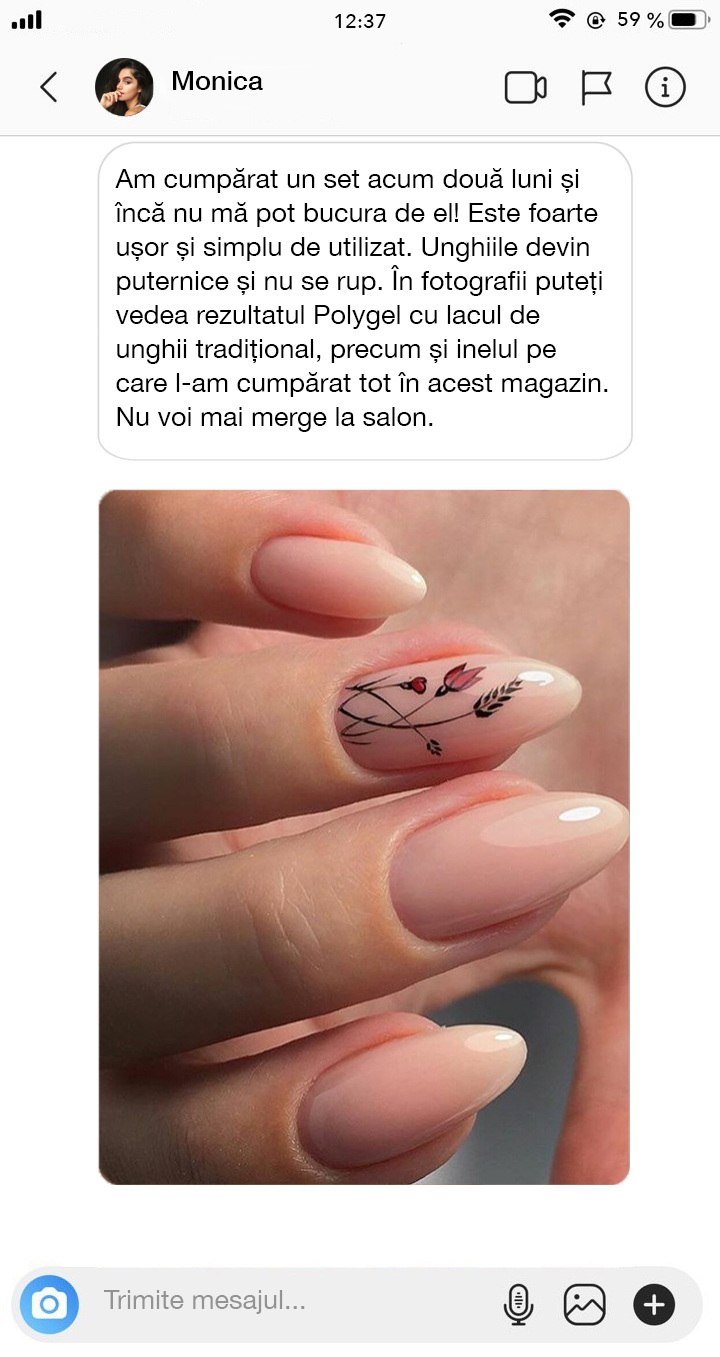 12:37
59 %
Monica
Am cumpărat un set acum două luni și
încă nu mă pot bucura de el! Este foarte
ușor și simplu de utilizat. Unghiile devin
puternice și nu se rup. În fotografii puteți
vedea rezultatul Polygel cu lacul de
unghii tradițional, precum și inelul pe
care l-am cumpărat tot în acest magazin.
Nu voi mai merge la salon.
Trimite mesajul...